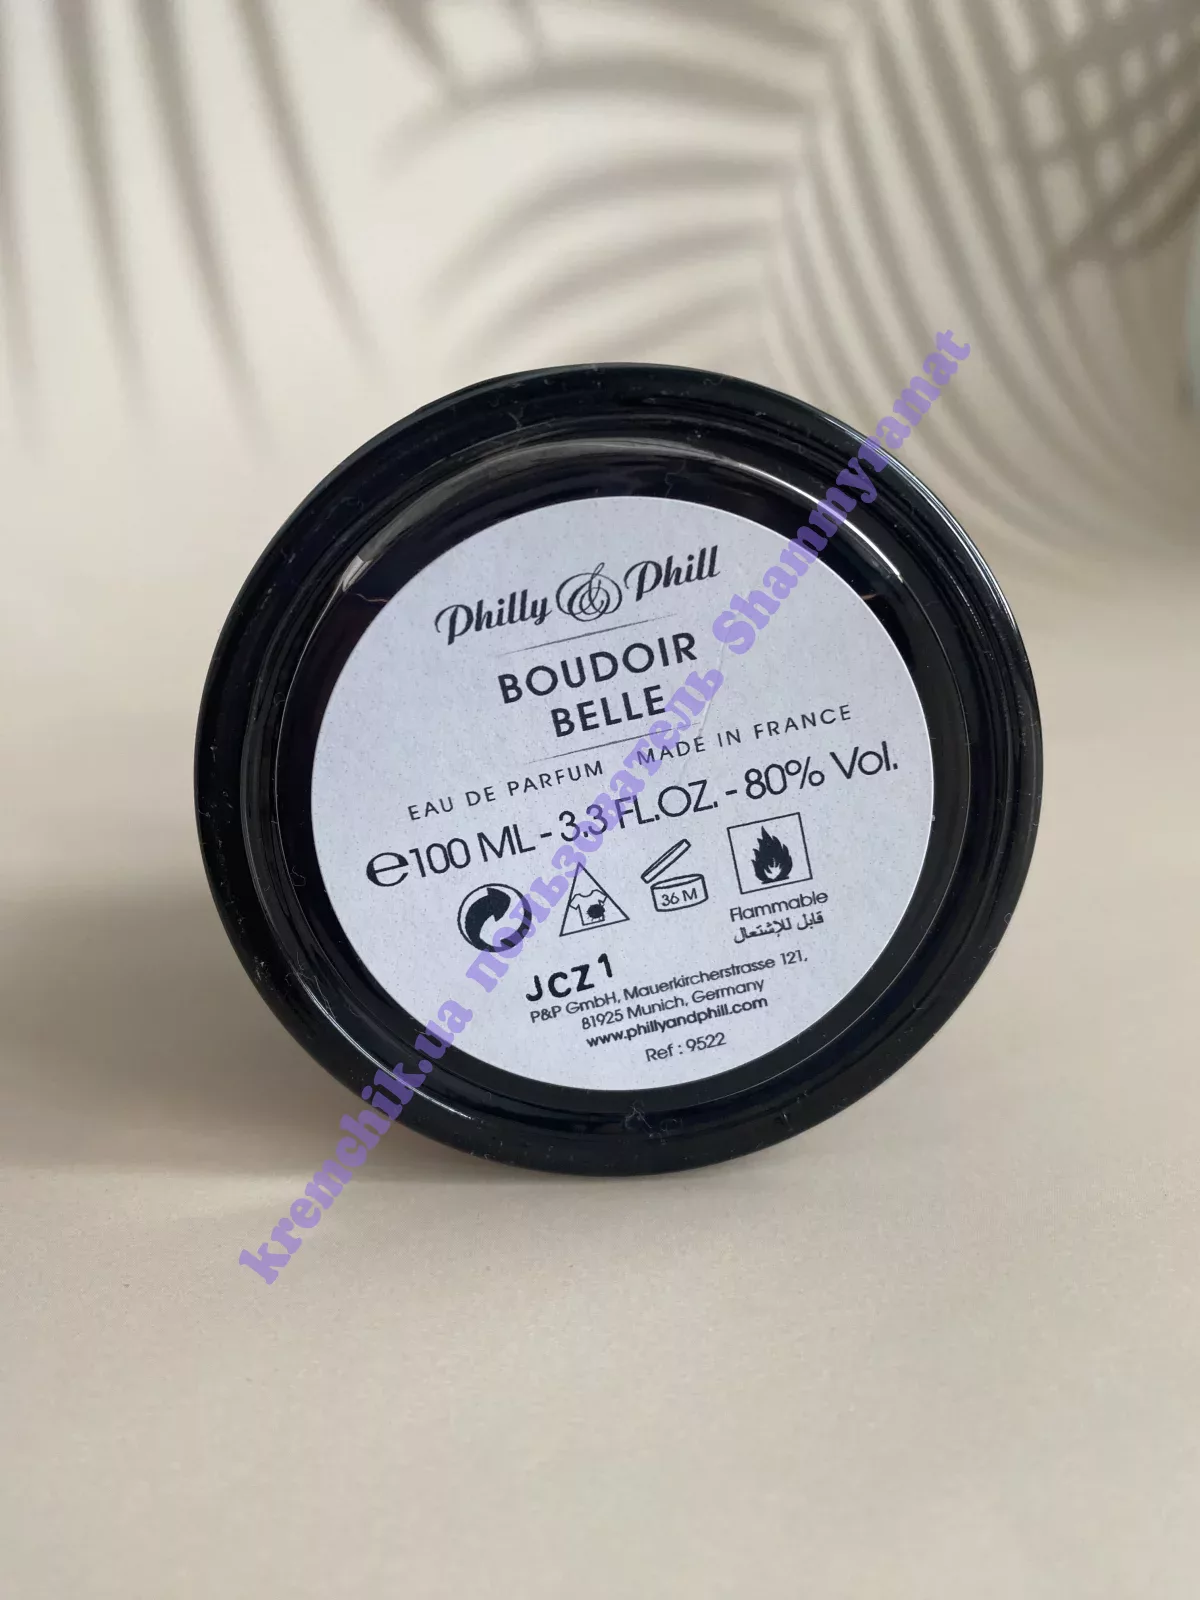 Philly & Phill
BOUDOIR
BELLE
EAU DE PARFUM MADE IN FRANCE
℮100 ML - 3.3 FL.OZ. - 80% Vol.
36 M
Flammable
قابل للإشتعال
JCZ1
P&P GmbH, Mauerkircherstrasse 121,
81925 Munich, Germany
www.phillyandphill.com
Ref : 9522
kremchik.ua пользователь Shammyramat